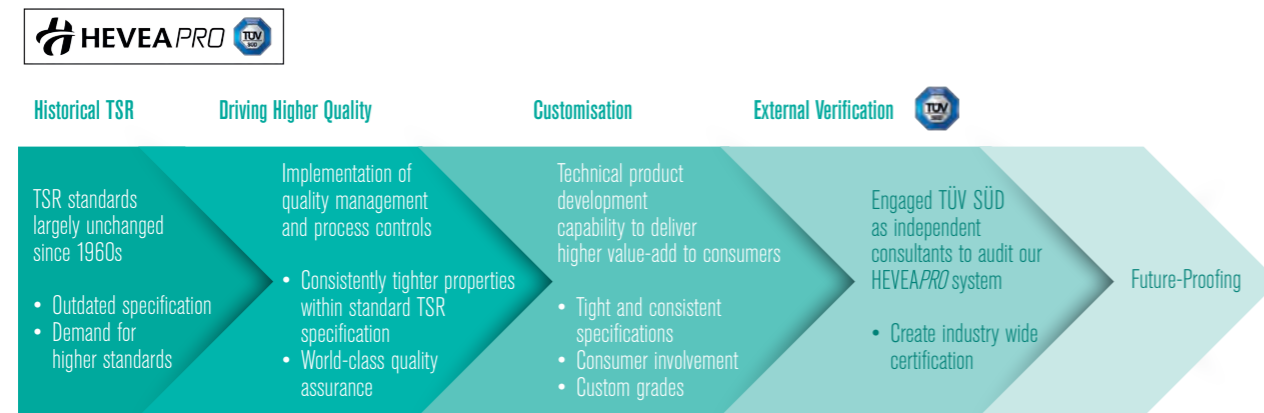 HEVEAPRO
TÜV
SÜD
Historical TSR
Driving Higher Quality
Customisation
External Verification
TÜV
SÜD
TSR standards
largely unchanged
since 1960s
• Outdated specification
• Demand for
higher standards
Implementation of
quality management
and process controls
• Consistently tighter properties
within standard TSR
specification
• World-class quality
assurance
Technical product
development
capability to deliver
higher value-add to consumers
• Tight and consistent
specifications
• Consumer involvement
• Custom grades
Engaged TÜV SÜD
as independent
consultants to audit our
HEVEAPRO system
• Create industry wide
certification
Future-Proofing